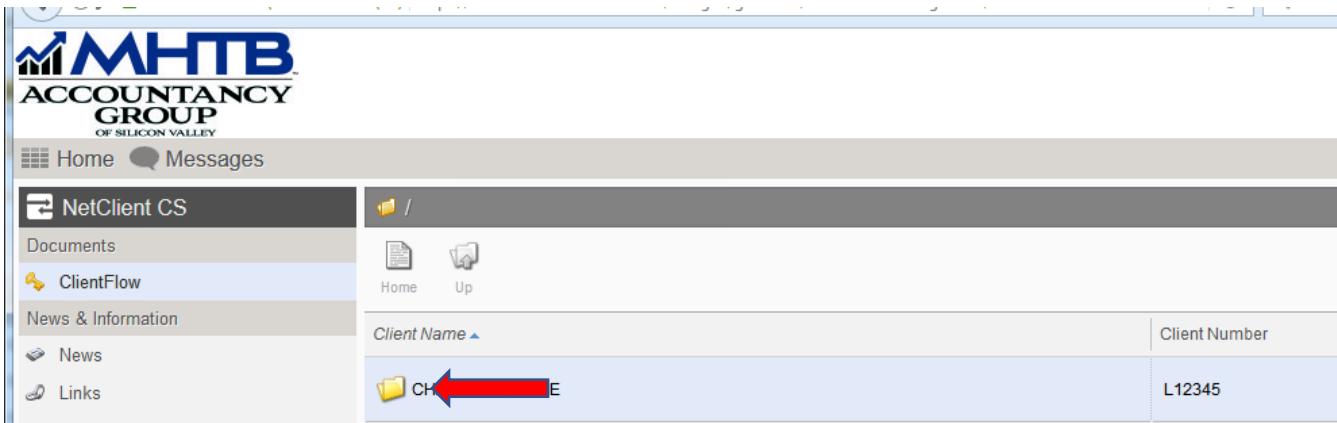 MHTB
ACCOUNTANCY
GROUP
OF SILICON VALLEY
Home Messages
NetClient CS
/
Documents
ClientFlow
Home Up
News & Information
Client Name Client Number
News
Links
L12345